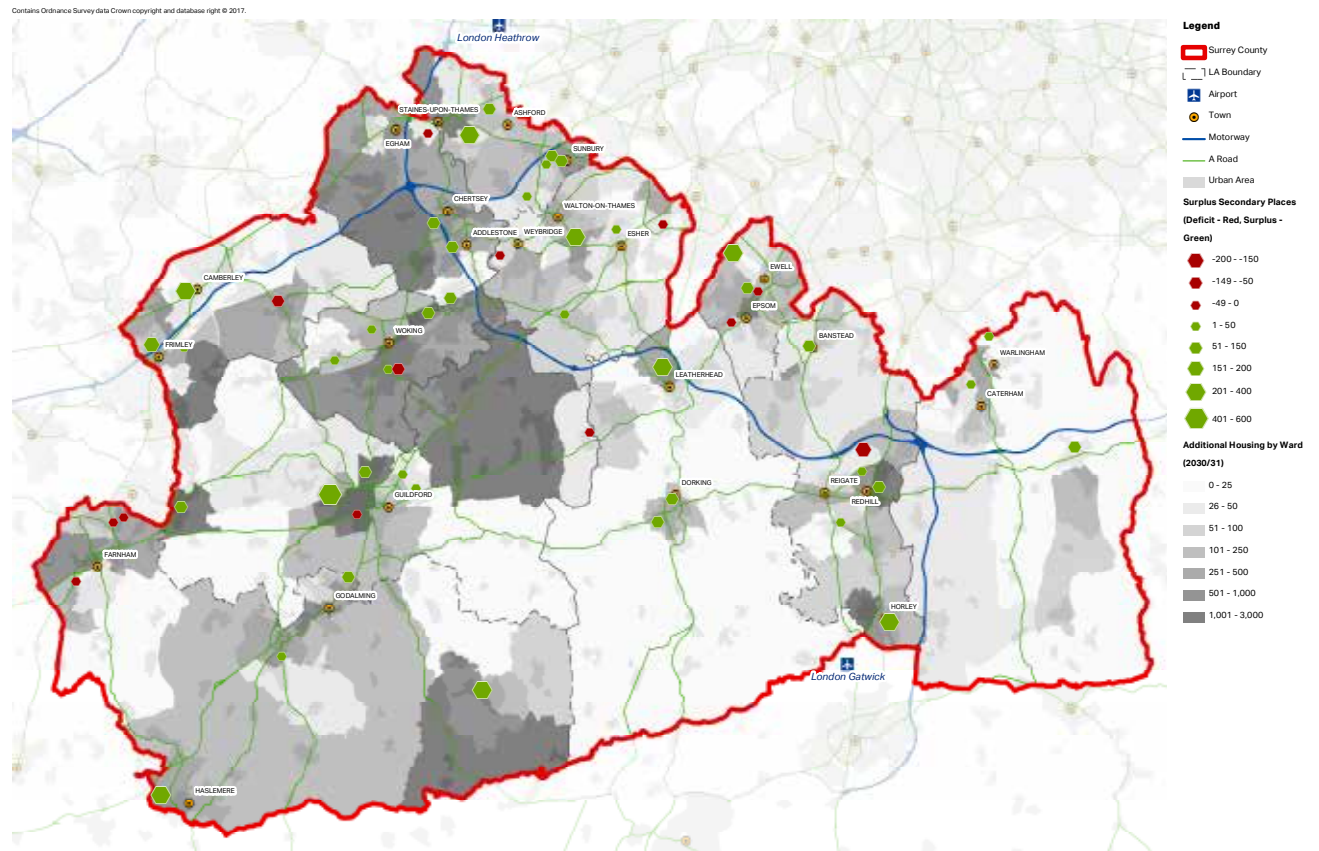 Contains Ordnance Survey data Crown copyright and database right © 2017.
London Heathrow
STAINES-UPON-THAMES
ASHFORD
EGHAM
SUNBURY
CHERTSEY
WALTON-ON-THAMES
ADDLESTONE
WEYBRIDGE
ESHER
CAMBERLEY
EWELL
EPSOM
WOKING
BANSTEAD
FRIMLEY
WARLINGHAM
LEATHERHEAD
CATERHAM
DORKING
REIGATE
GUILDFORD
REDHILL
FARNHAM
GODALMING
HORLEY
London Gatwick
HASLEMERE
Legend
Surrey County
LA Boundary
Airport
Town
Motorway
A Road
Urban Area
Surplus Secondary Places
(Deficit - Red, Surplus -
Green)
-200 - -150
-149 - -50
-49 - 0
1 - 50
51 - 150
151 - 200
201 - 400
401 - 600
Additional Housing by Ward
(2030/31)
0 - 25
26 - 50
51 - 100
101 - 250
251 - 500
501 - 1,000
1,001 - 3,000